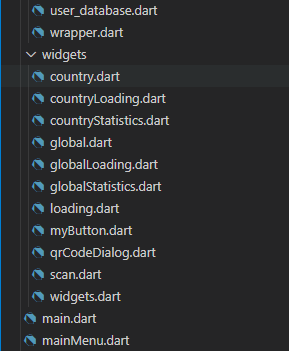 user_database.dart
wrapper.dart
widgets
country.dart
countryLoading.dart
countryStatistics.dart
global.dart
globalLoading.dart
globalStatistics.dart
loading.dart
myButton.dart
qrCodeDialog.dart
scan.dart
widgets.dart
main.dart
mainMenu.dart